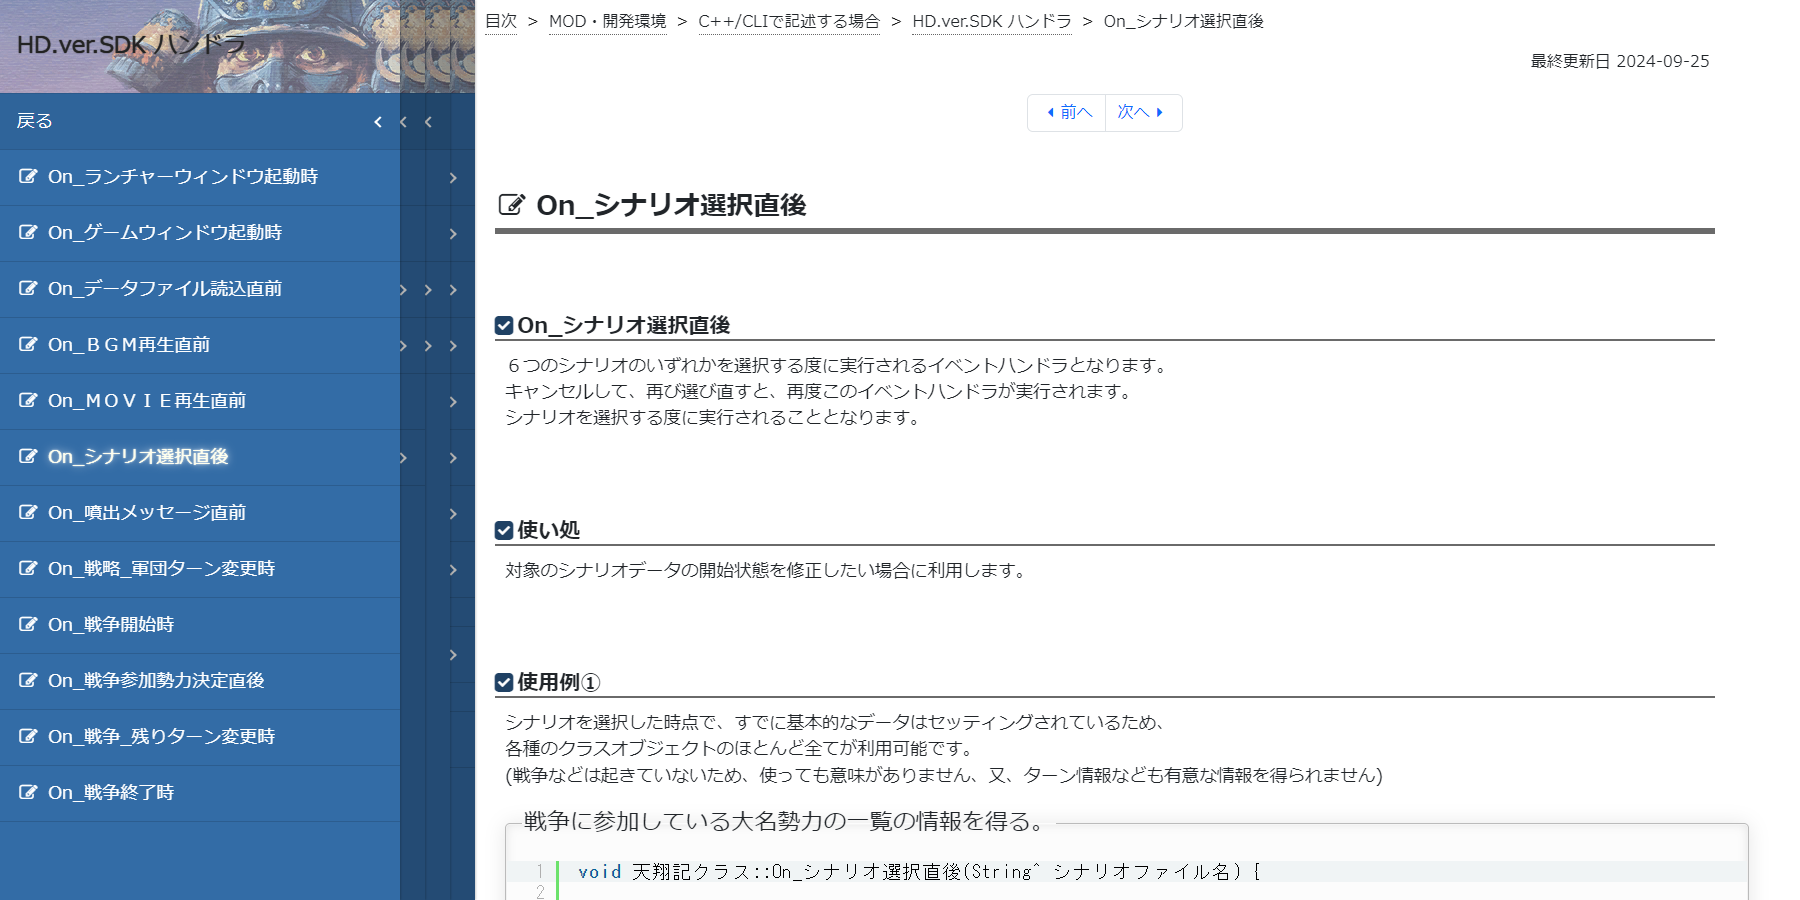 HD.ver.SDK ハンドラ
戻る
On_ランチャーウィンドウ起動時
On_ゲームウィンドウ起動時
On_データファイル読込直前
On_ＢＧＭ再生直前
On_ＭＯＶＩＥ再生直前
On_シナリオ選択直後
On_噴出メッセージ直前
On_戦略_軍団ターン変更時
On_戦争開始時
On_戦争参加勢力決定直後
On_戦争_残りターン変更時
On_戦争終了時
目次 > MOD・開発環境 > C++/CLIで記述する場合 > HD.ver.SDK ハンドラ > On_シナリオ選択直後
最終更新日 2024-09-25
前へ 次へ
On_シナリオ選択直後
On_シナリオ選択直後
６つのシナリオのいずれかを選択する度に実行されるイベントハンドラとなります。
キャンセルして、再び選び直すと、再度このイベントハンドラが実行されます。
シナリオを選択する度に実行されることとなります。
使い処
対象のシナリオデータの開始状態を修正したい場合に利用します。
使用例①
シナリオを選択した時点で、すでに基本的なデータはセッティングされているため、
各種のクラスオブジェクトのほとんど全てが利用可能です。
(戦争などは起きていないため、使っても意味がありません、又、ターン情報なども有意な情報を得られません)
戦争に参加している大名勢力の一覧の情報を得る。
1 void 天翔記クラス::On_シナリオ選択直後(String^ シナリオファイル名) {
2